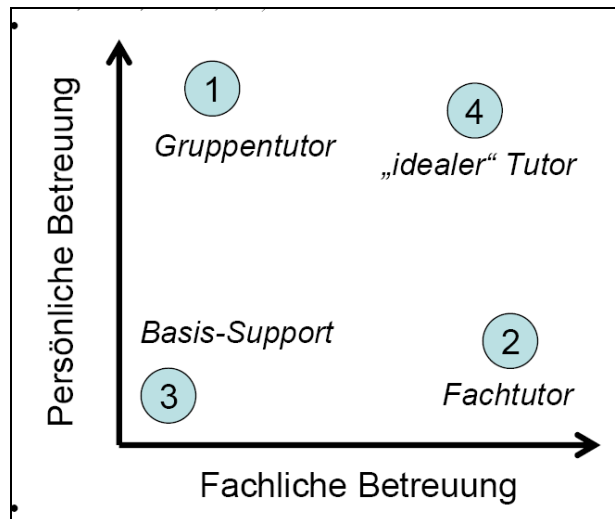 Persönliche Betreuung
1
Gruppentutor
4
„idealer“ Tutor
Basis-Support
3
2
Fachtutor
Fachliche Betreuung